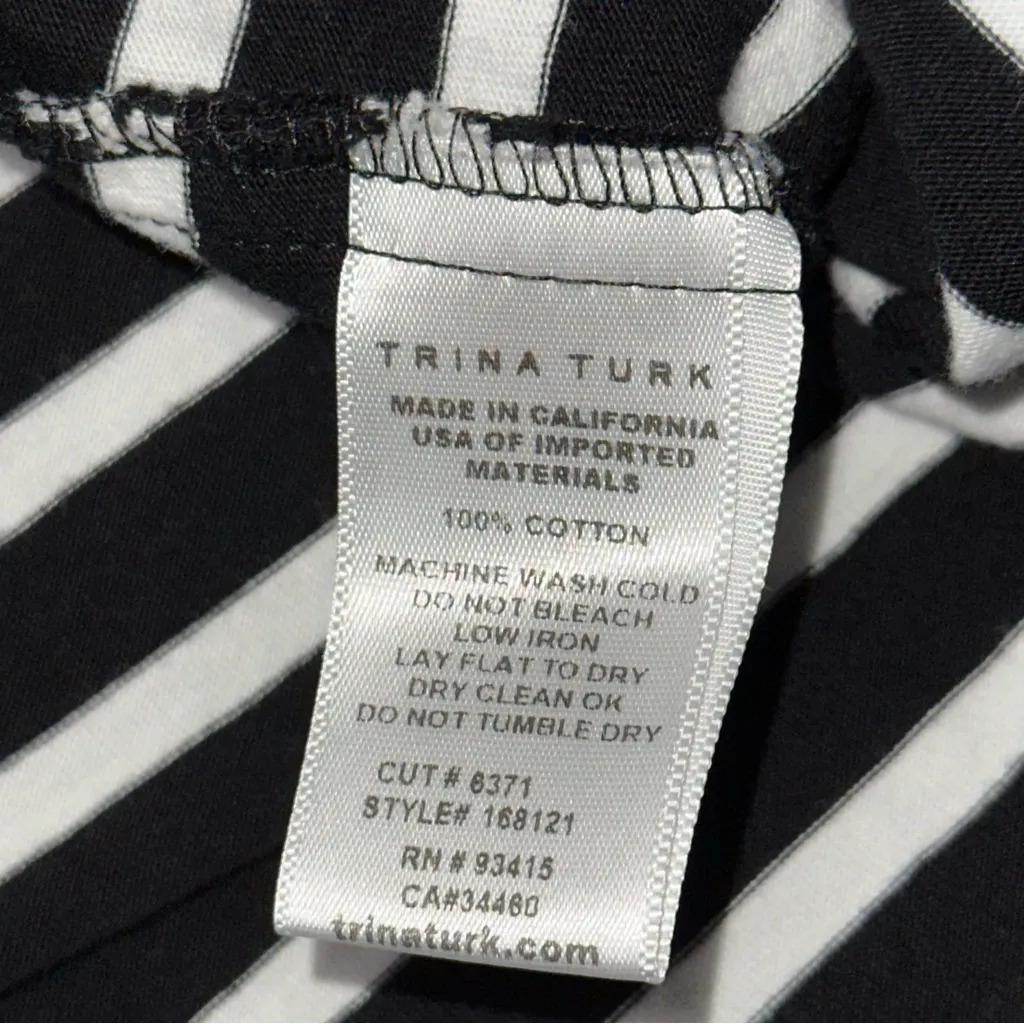 TRINA TURK
MADE IN CALIFORNIA
USA OF IMPORTED
MATERIALS
100% COTTON
MACHINE WASH COLD
DO NOT BLEACH
LOW IRON
LAY FLAT TO DRY
DRY CLEAN OK
DO NOT TUMBLE DRY
CUT # 6371
STYLE# 168121
RN # 93415
CA#34460
trinaturk.com